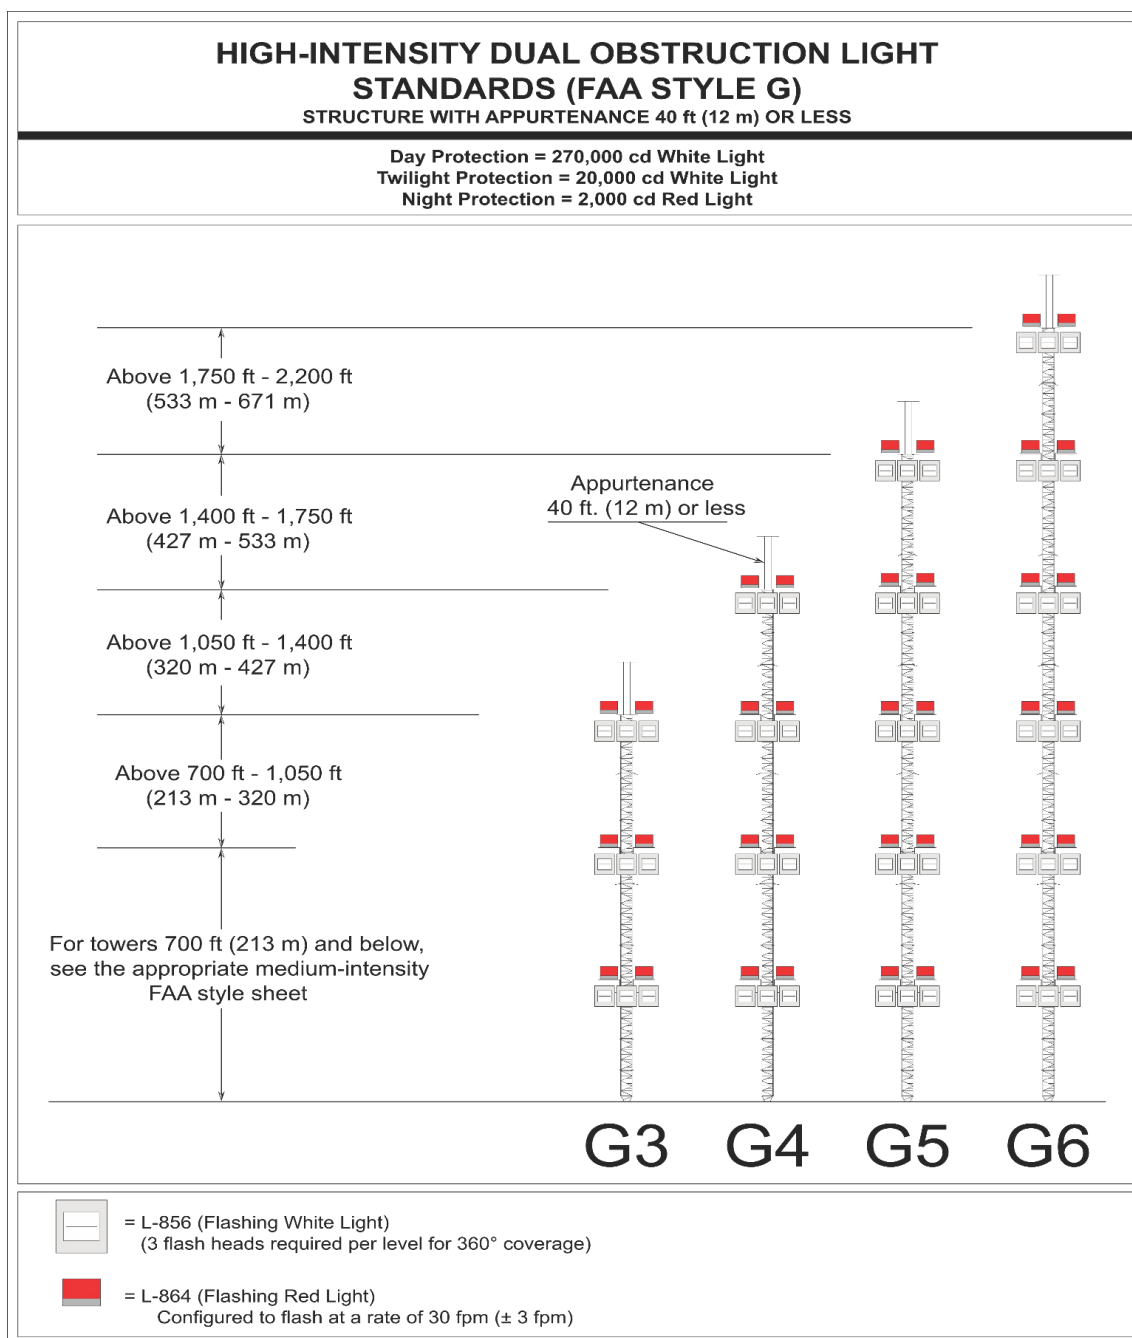 HIGH-INTENSITY DUAL OBSTRUCTION LIGHT
STANDARDS (FAA STYLE G)
STRUCTURE WITH APPURTENANCE 40 ft (12 m) OR LESS
Day Protection = 270,000 cd White Light
Twilight Protection = 20,000 cd White Light
Night Protection = 2,000 cd Red Light
Above 1,750 ft - 2,200 ft
(533 m - 671 m)
Above 1,400 ft - 1,750 ft
(427 m - 533 m)
Appurtenance
40 ft. (12 m) or less
Above 1,050 ft - 1,400 ft
(320 m - 427 m)
Above 700 ft - 1,050 ft
(213 m - 320 m)
For towers 700 ft (213 m) and below,
see the appropriate medium-intensity
FAA style sheet
G3 G4 G5 G6
= L-856 (Flashing White Light)
(3 flash heads required per level for 360° coverage)
= L-864 (Flashing Red Light)
Configured to flash at a rate of 30 fpm (± 3 fpm)